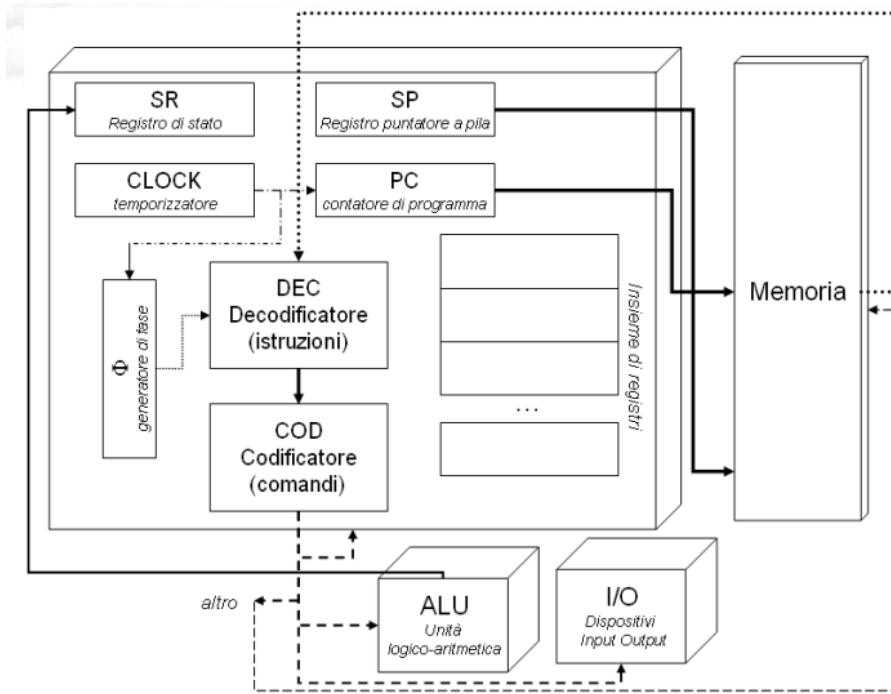 SR
Registro di stato
SP
Registro puntatore a pila
CLOCK
temporizzatore
PC
contatore di programma
Φ
generatore di fase
DEC
Decodificatore
(istruzioni)
Insieme di registri
...
COD
Codificatore
(comandi)
Memoria
altro
ALU
Unità
logico-aritmetica
I/O
Dispositivi
Input Output